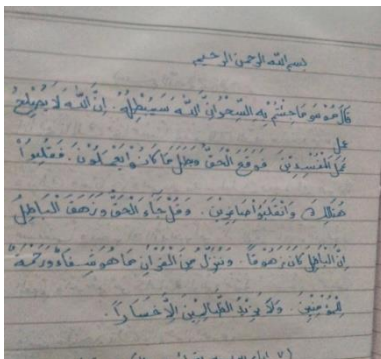 بسم الله الرحمن الرحيم
قال موسى ما جئتم به السحر إن الله سيبطله. إن الله لا يصلح
عمل المفسدين. فوقع الحق وبطل ما كانوا يعملون. فغلبوا
هنالك وانقلبوا صاغرين. وقل جاء الحق وزهق الباطل
إن الباطل كان زهوقا. وننزل من القرآن ما هو شفاء ورحمة
للمؤمنين. ولا يزيد الظالمين إلا خسارا.